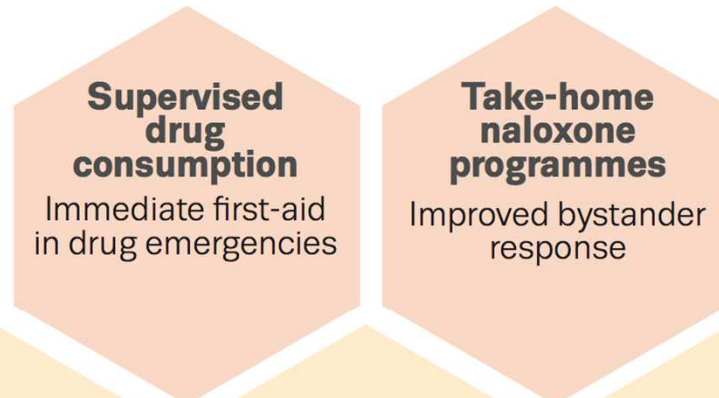 Supervised
drug
consumption
Immediate first-aid
in drug emergencies
Take-home
naloxone
programmes
Improved bystander
response